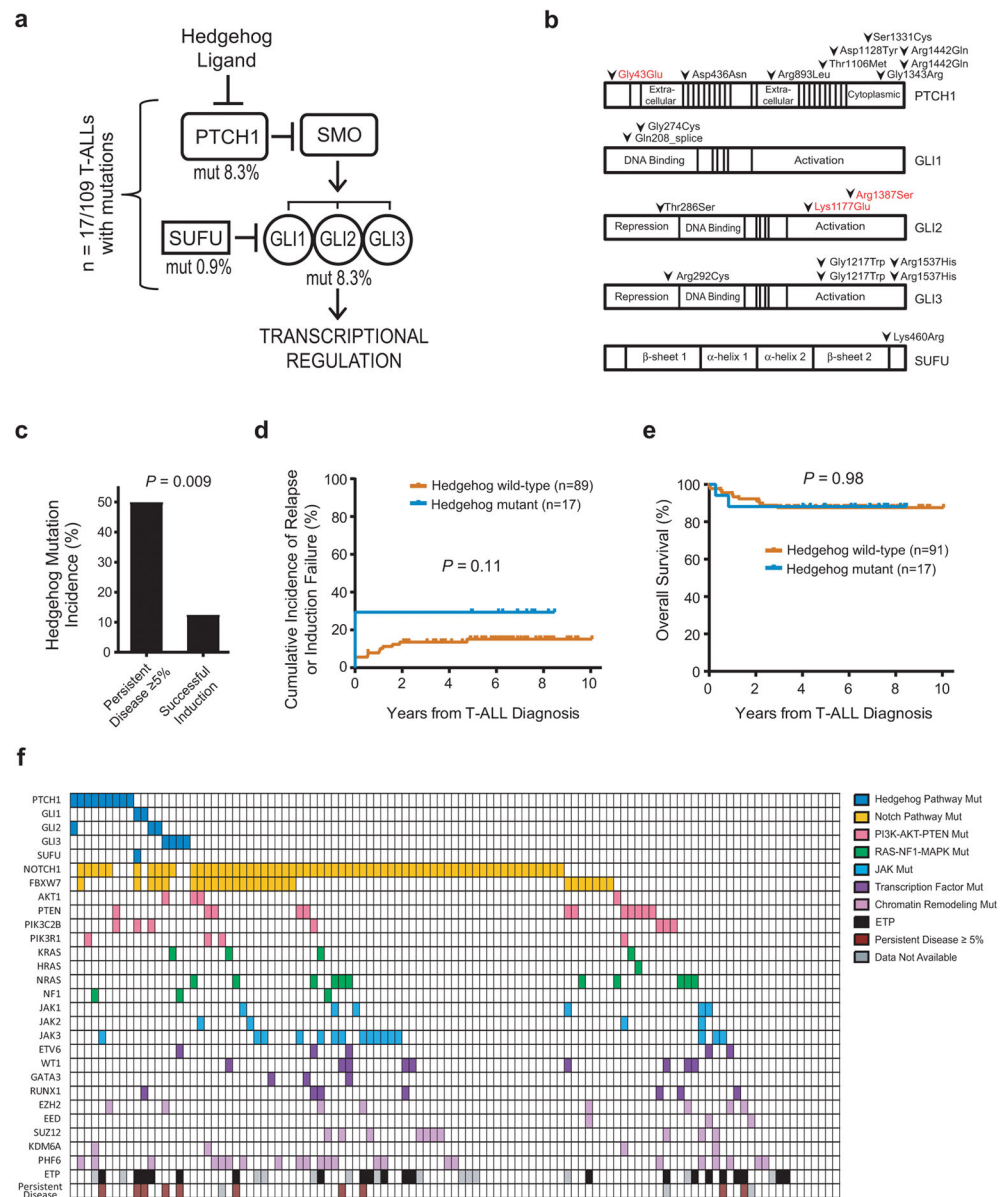 a
Hedgehog
Ligand
PTCH1
SMO
mut 8.3%
SUFU
mut 0.9%
GLI1
GLI2
GLI3
mut 8.3%
TRANSCRIPTIONAL
REGULATION
n = 17/109 T-ALLs
with mutations
b
Ser1331Cys
Asp1128Tyr
Arg1442Gln
Thr1106Met
Arg1442Gln
Gly43Glu
Asp436Asn
Arg893Leu
Gly1343Arg
Extra-
cellular
Extra-
cellular
Cytoplasmic
PTCH1
Gly274Cys
Gln208_splice
DNA Binding
Activation
GLI1
Arg1387Ser
Thr286Ser
Lys1177Glu
Repression
DNA Binding
Activation
GLI2
Gly1217Trp
Arg1537His
Arg292Cys
Gly1217Trp
Arg1537His
Repression
DNA Binding
Activation
GLI3
Lys460Arg
β-sheet 1
α-helix 1
α-helix 2
β-sheet 2
SUFU
c
P = 0.009
Hedgehog Mutation
Incidence (%)
50
40
30
20
10
0
Persistent
Disease ≥5%
Successful
Induction
d
Cumulative Incidence of Relapse
or Induction Failure (%)
100
80
60
40
20
0
Hedgehog wild-type (n=89)
Hedgehog mutant (n=17)
P = 0.11
0 2 4 6 8 10
Years from T-ALL Diagnosis
e
Overall Survival (%)
100
80
60
40
20
0
P = 0.98
Hedgehog wild-type (n=91)
Hedgehog mutant (n=17)
0 2 4 6 8 10
Years from T-ALL Diagnosis
f
PTCH1
GLI1
GLI2
GLI3
SUFU
NOTCH1
FBXW7
AKT1
PTEN
PIK3C2B
PIK3R1
KRAS
HRAS
NRAS
NF1
JAK1
JAK2
JAK3
ETV6
WT1
GATA3
RUNX1
EZH2
EED
SUZ12
KDM6A
PHF6
ETP
Persistent
Disease
Hedgehog Pathway Mut
Notch Pathway Mut
PI3K-AKT-PTEN Mut
RAS-NF1-MAPK Mut
JAK Mut
Transcription Factor Mut
Chromatin Remodeling Mut
ETP
Persistent Disease ≥ 5%
Data Not Available